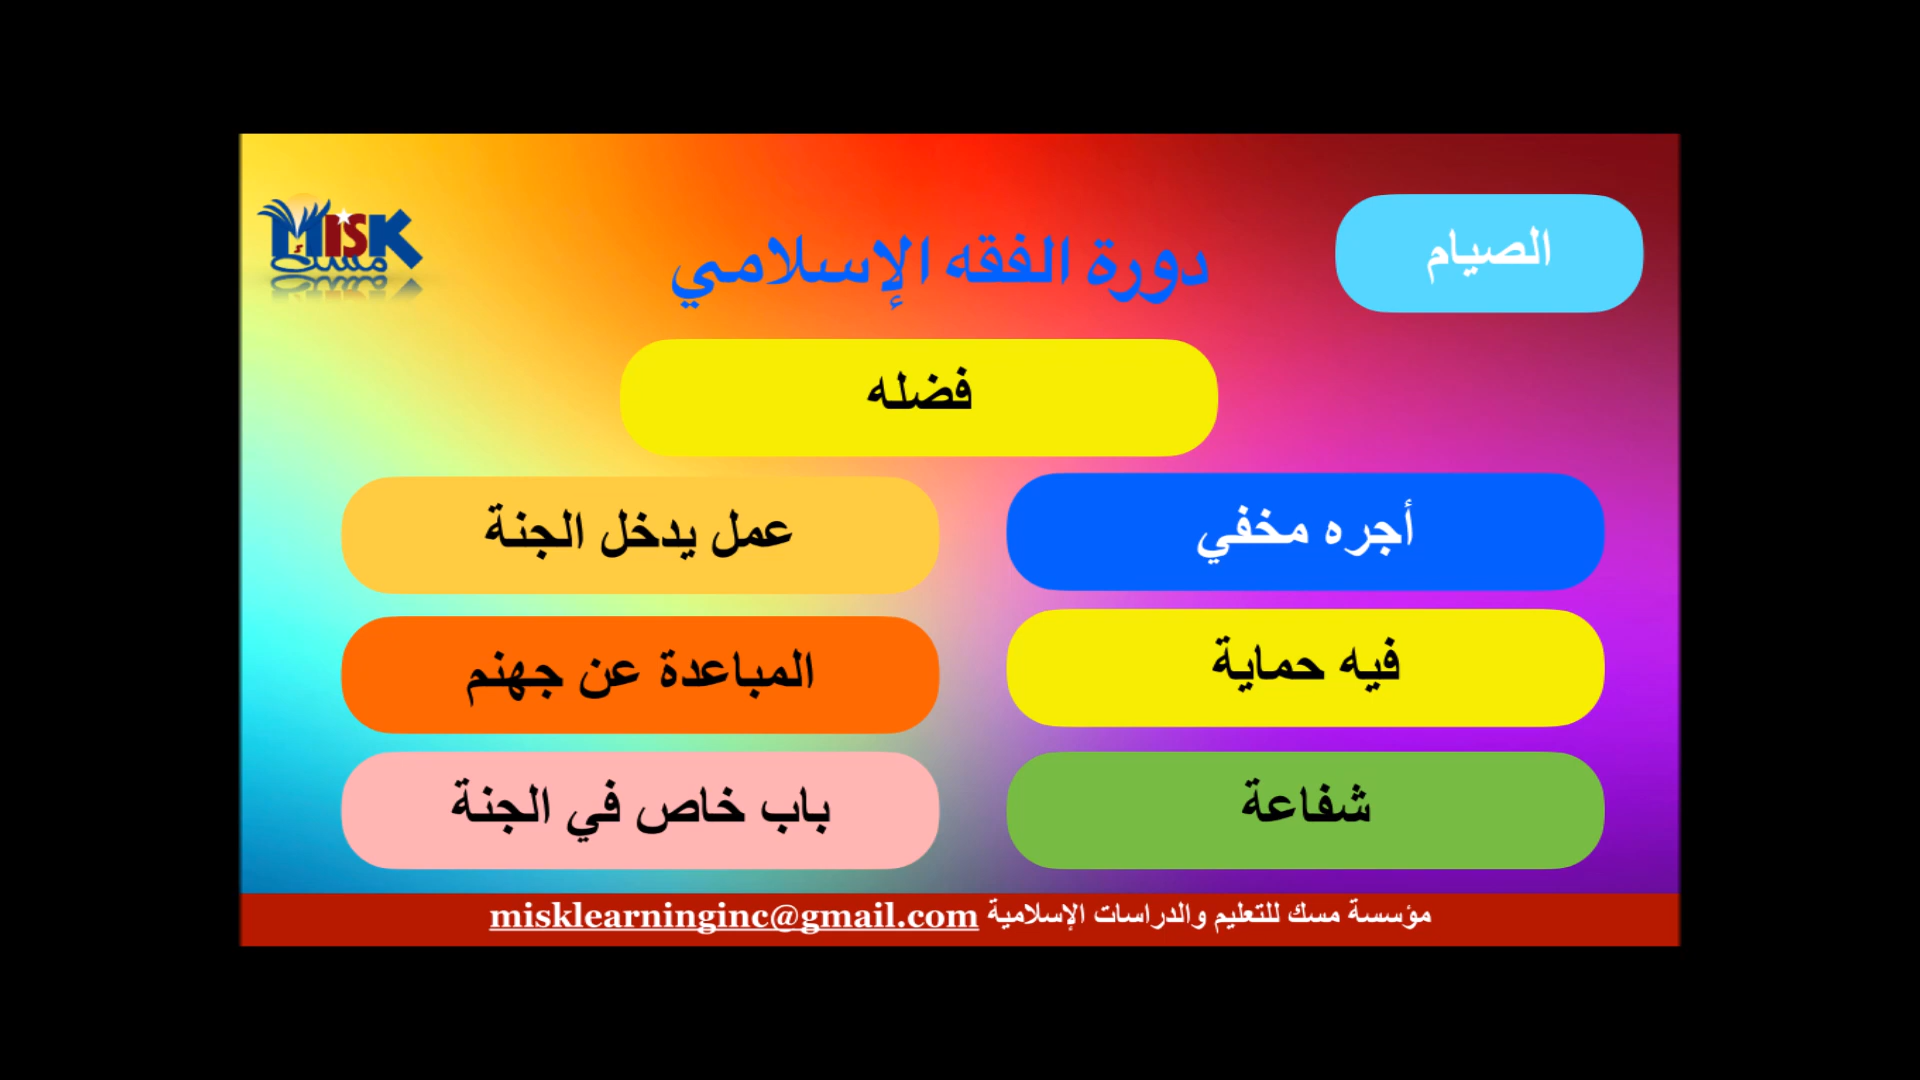 MISK
مسك
دورة الفقه الإسلامي
الصيام
فضله
أجره مخفي
عمل يدخل الجنة
فيه حماية
المباعدة عن جهنم
شفاعة
باب خاص في الجنة
مؤسسة مسك للتعليم والدراسات الإسلامية misklearninginc@gmail.com